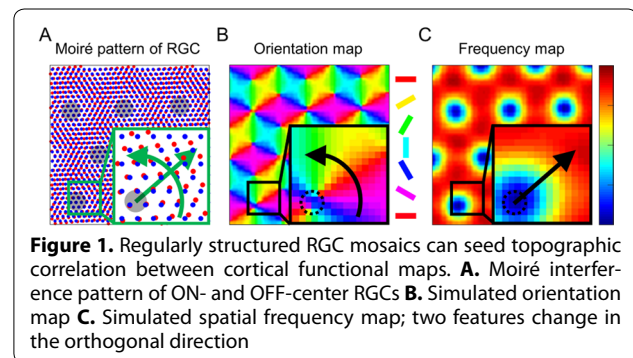 A B C
Moiré pattern of RGC Orientation map Frequency map
Figure 1. Regularly structured RGC mosaics can seed topographic
correlation between cortical functional maps. A. Moiré interfer-
ence pattern of ON- and OFF-center RGCs B. Simulated orientation
map C. Simulated spatial frequency map; two features change in
the orthogonal direction